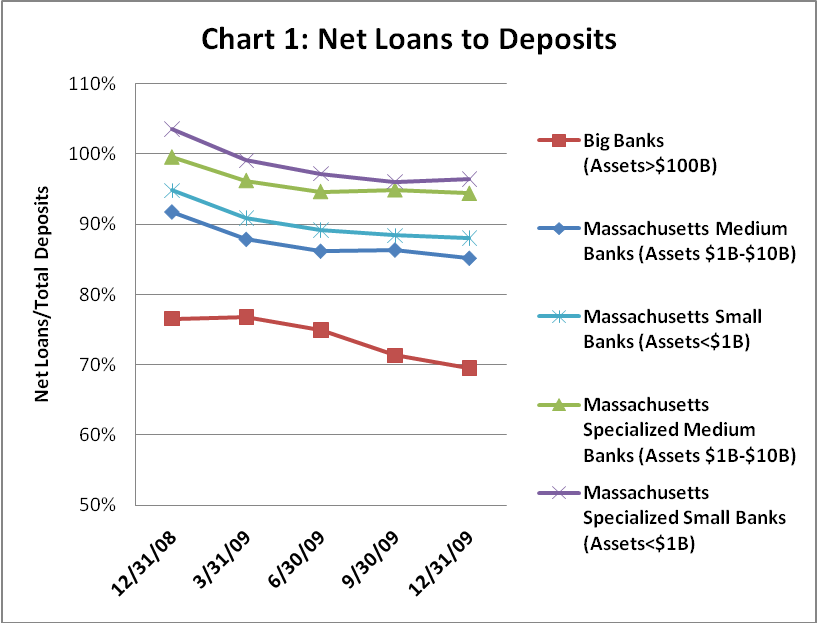 Chart 1: Net Loans to Deposits
110%
100%
90%
80%
70%
60%
50%
Net Loans/Total Deposits
12/31/08
3/31/09
6/30/09
9/30/09
12/31/09
Big Banks
(Assets>$100B)
Massachusetts Medium
Banks (Assets $1B-$10B)
Massachusetts Small
Banks (Assets<$1B)
Massachusetts
Specialized Medium
Banks (Assets $1B-$10B)
Massachusetts
Specialized Small Banks
(Assets<$1B)